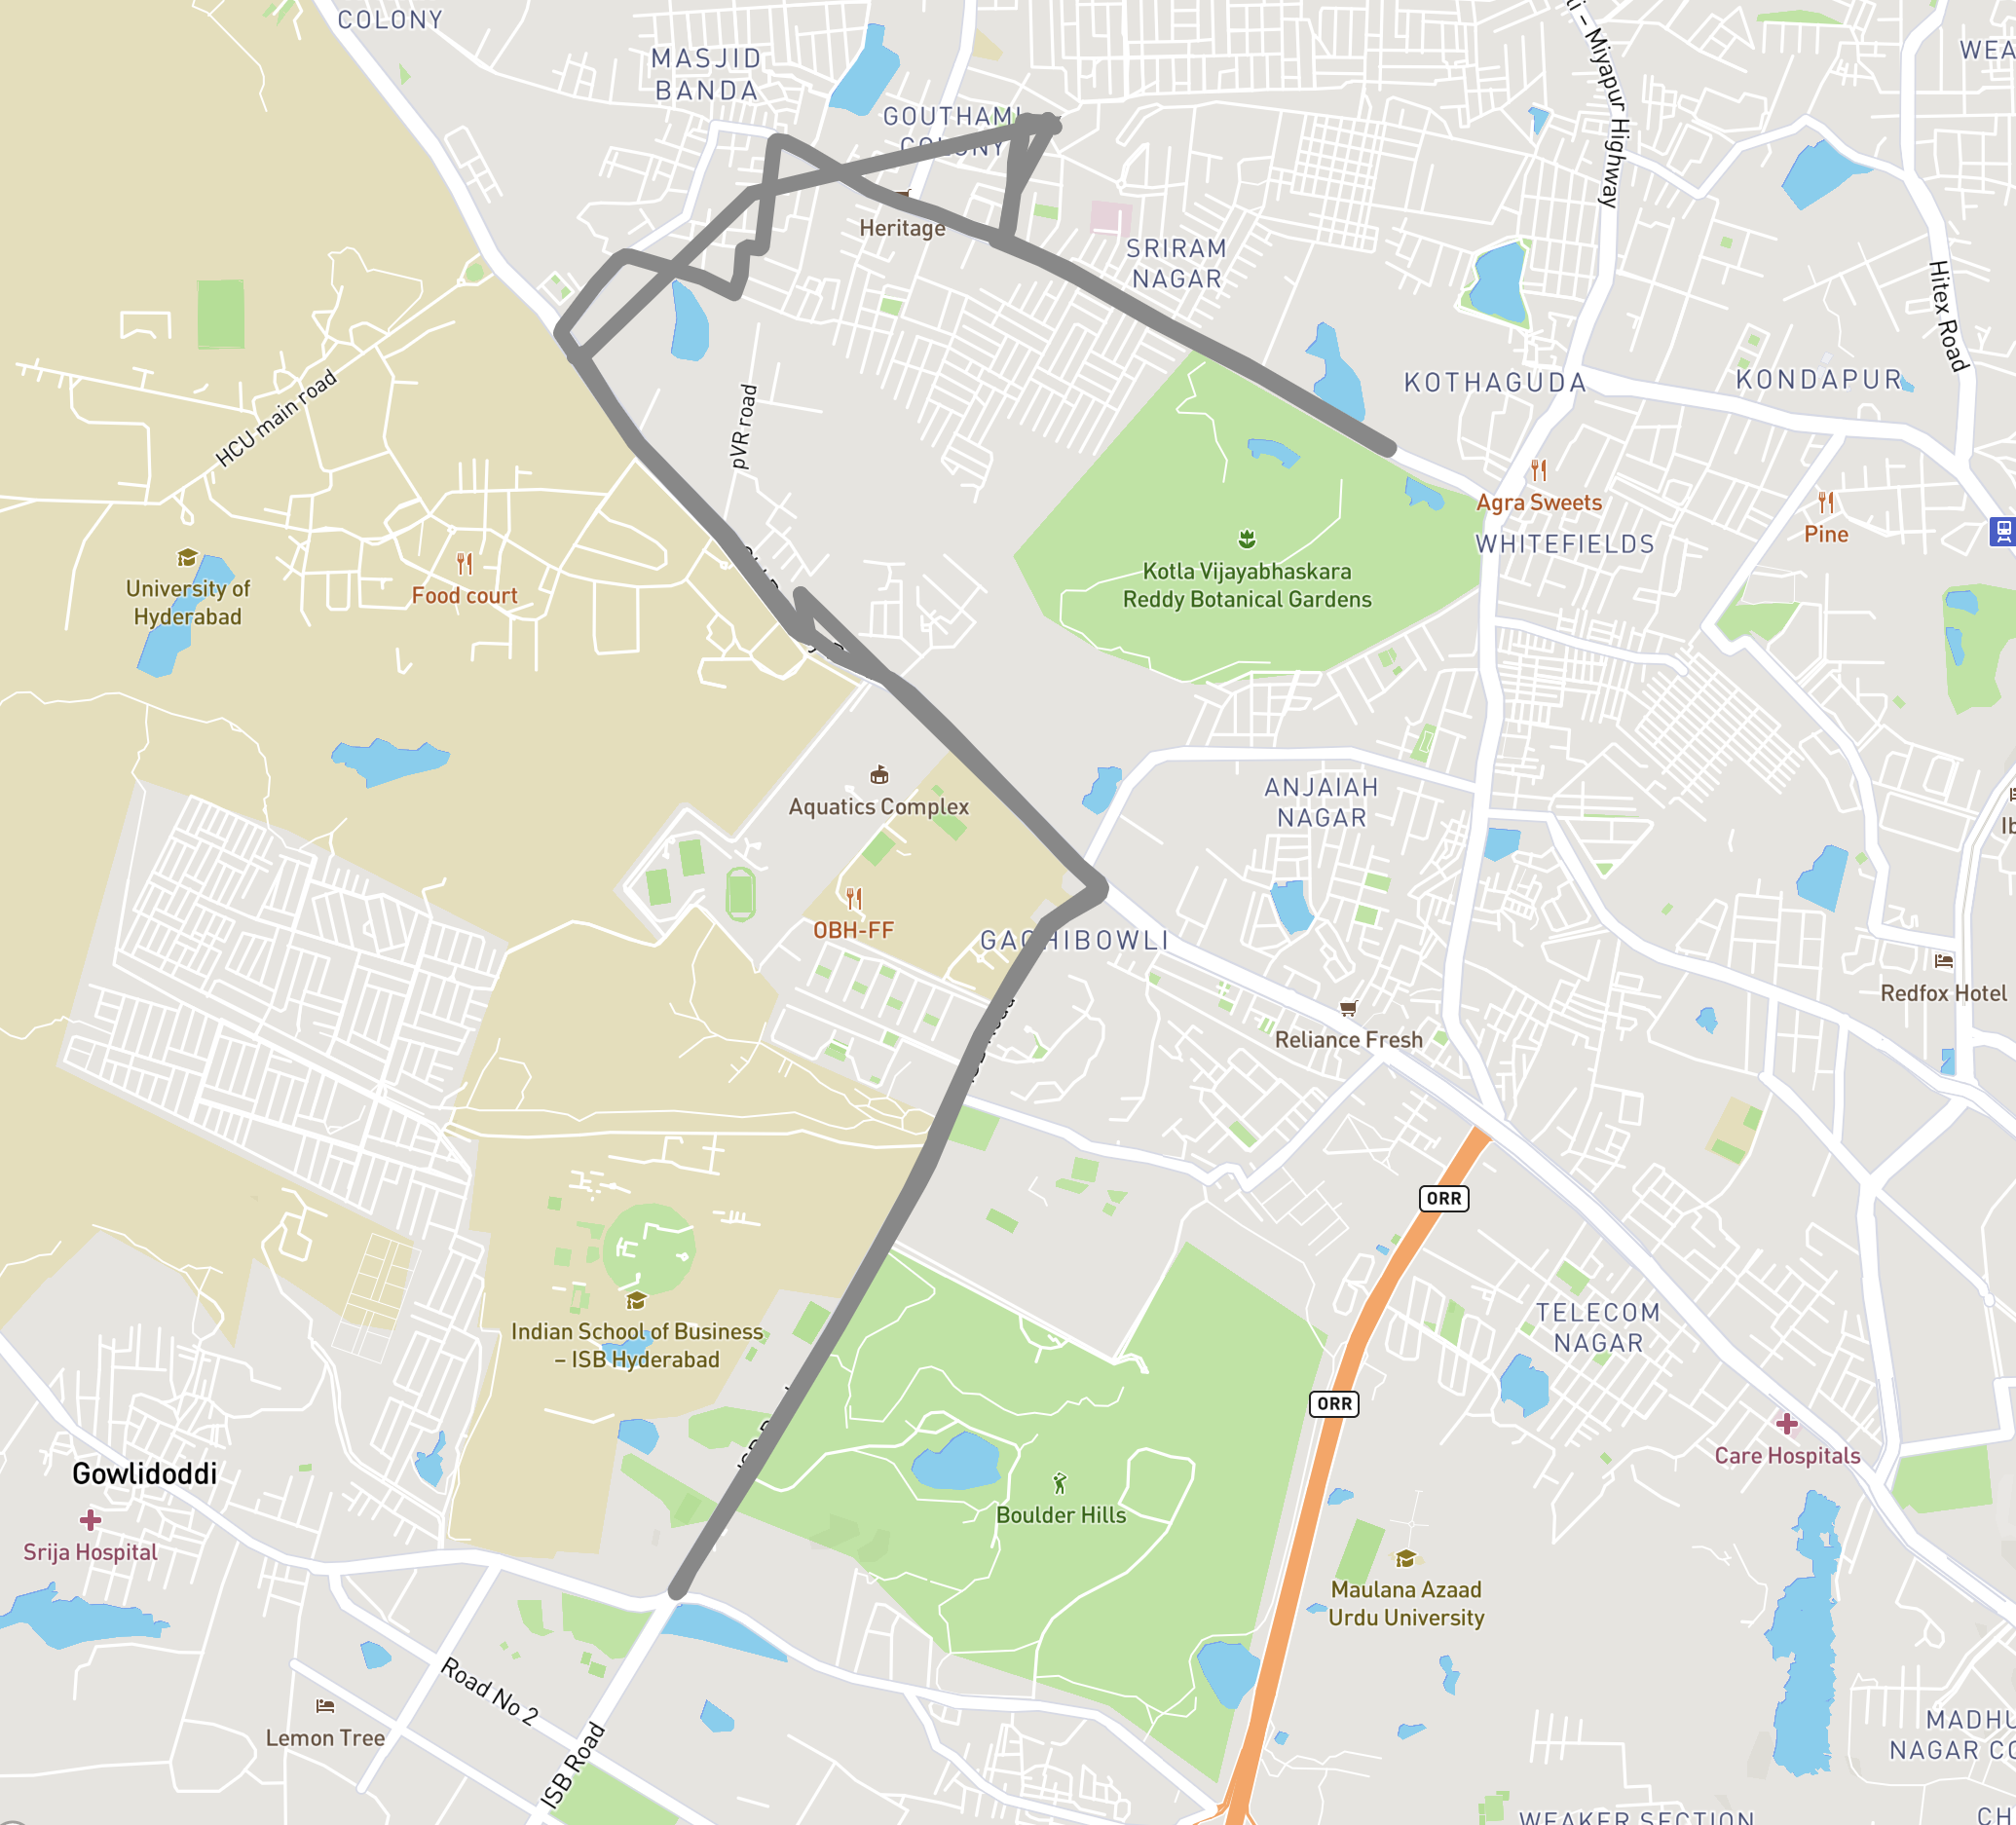 COLONY
MASJID
BANDA
WEA
ti – Miyapur Highway
GOUTHAMI
COLONY
Heritage
SRIRAM
NAGAR
Hitex Road
KOTHAGUDA
KONDAPUR
HCU main road
pVR road
Agra Sweets
Pine
WHITEFIELDS
University of
Hyderabad
Food court
Kotla Vijayabhaskara
Reddy Botanical Gardens
Aquatics Complex
ANJAIAH
NAGAR
Ib
OBH-FF
GACHIBOWLI
Redfox Hotel
Reliance Fresh
ORR
Indian School of Business
– ISB Hyderabad
TELECOM
NAGAR
ORR
Gowlidoddi
Care Hospitals
Boulder Hills
Srija Hospital
Maulana Azaad
Urdu University
Road No 2
Lemon Tree
ISB Road
MADHU
NAGAR CO
WEAKER SECTION
CH